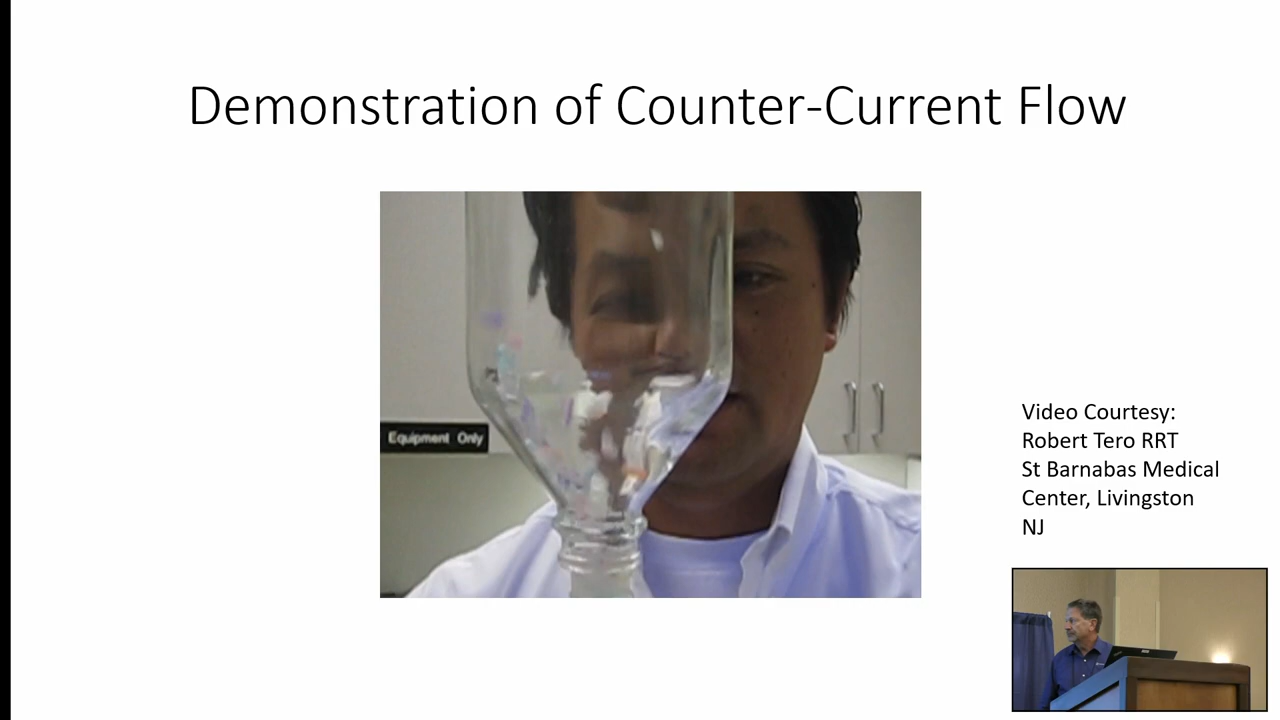 Demonstration of Counter-Current Flow
Equipment Only
Video Courtesy:
Robert Tero RRT
St Barnabas Medical
Center, Livingston
NJ